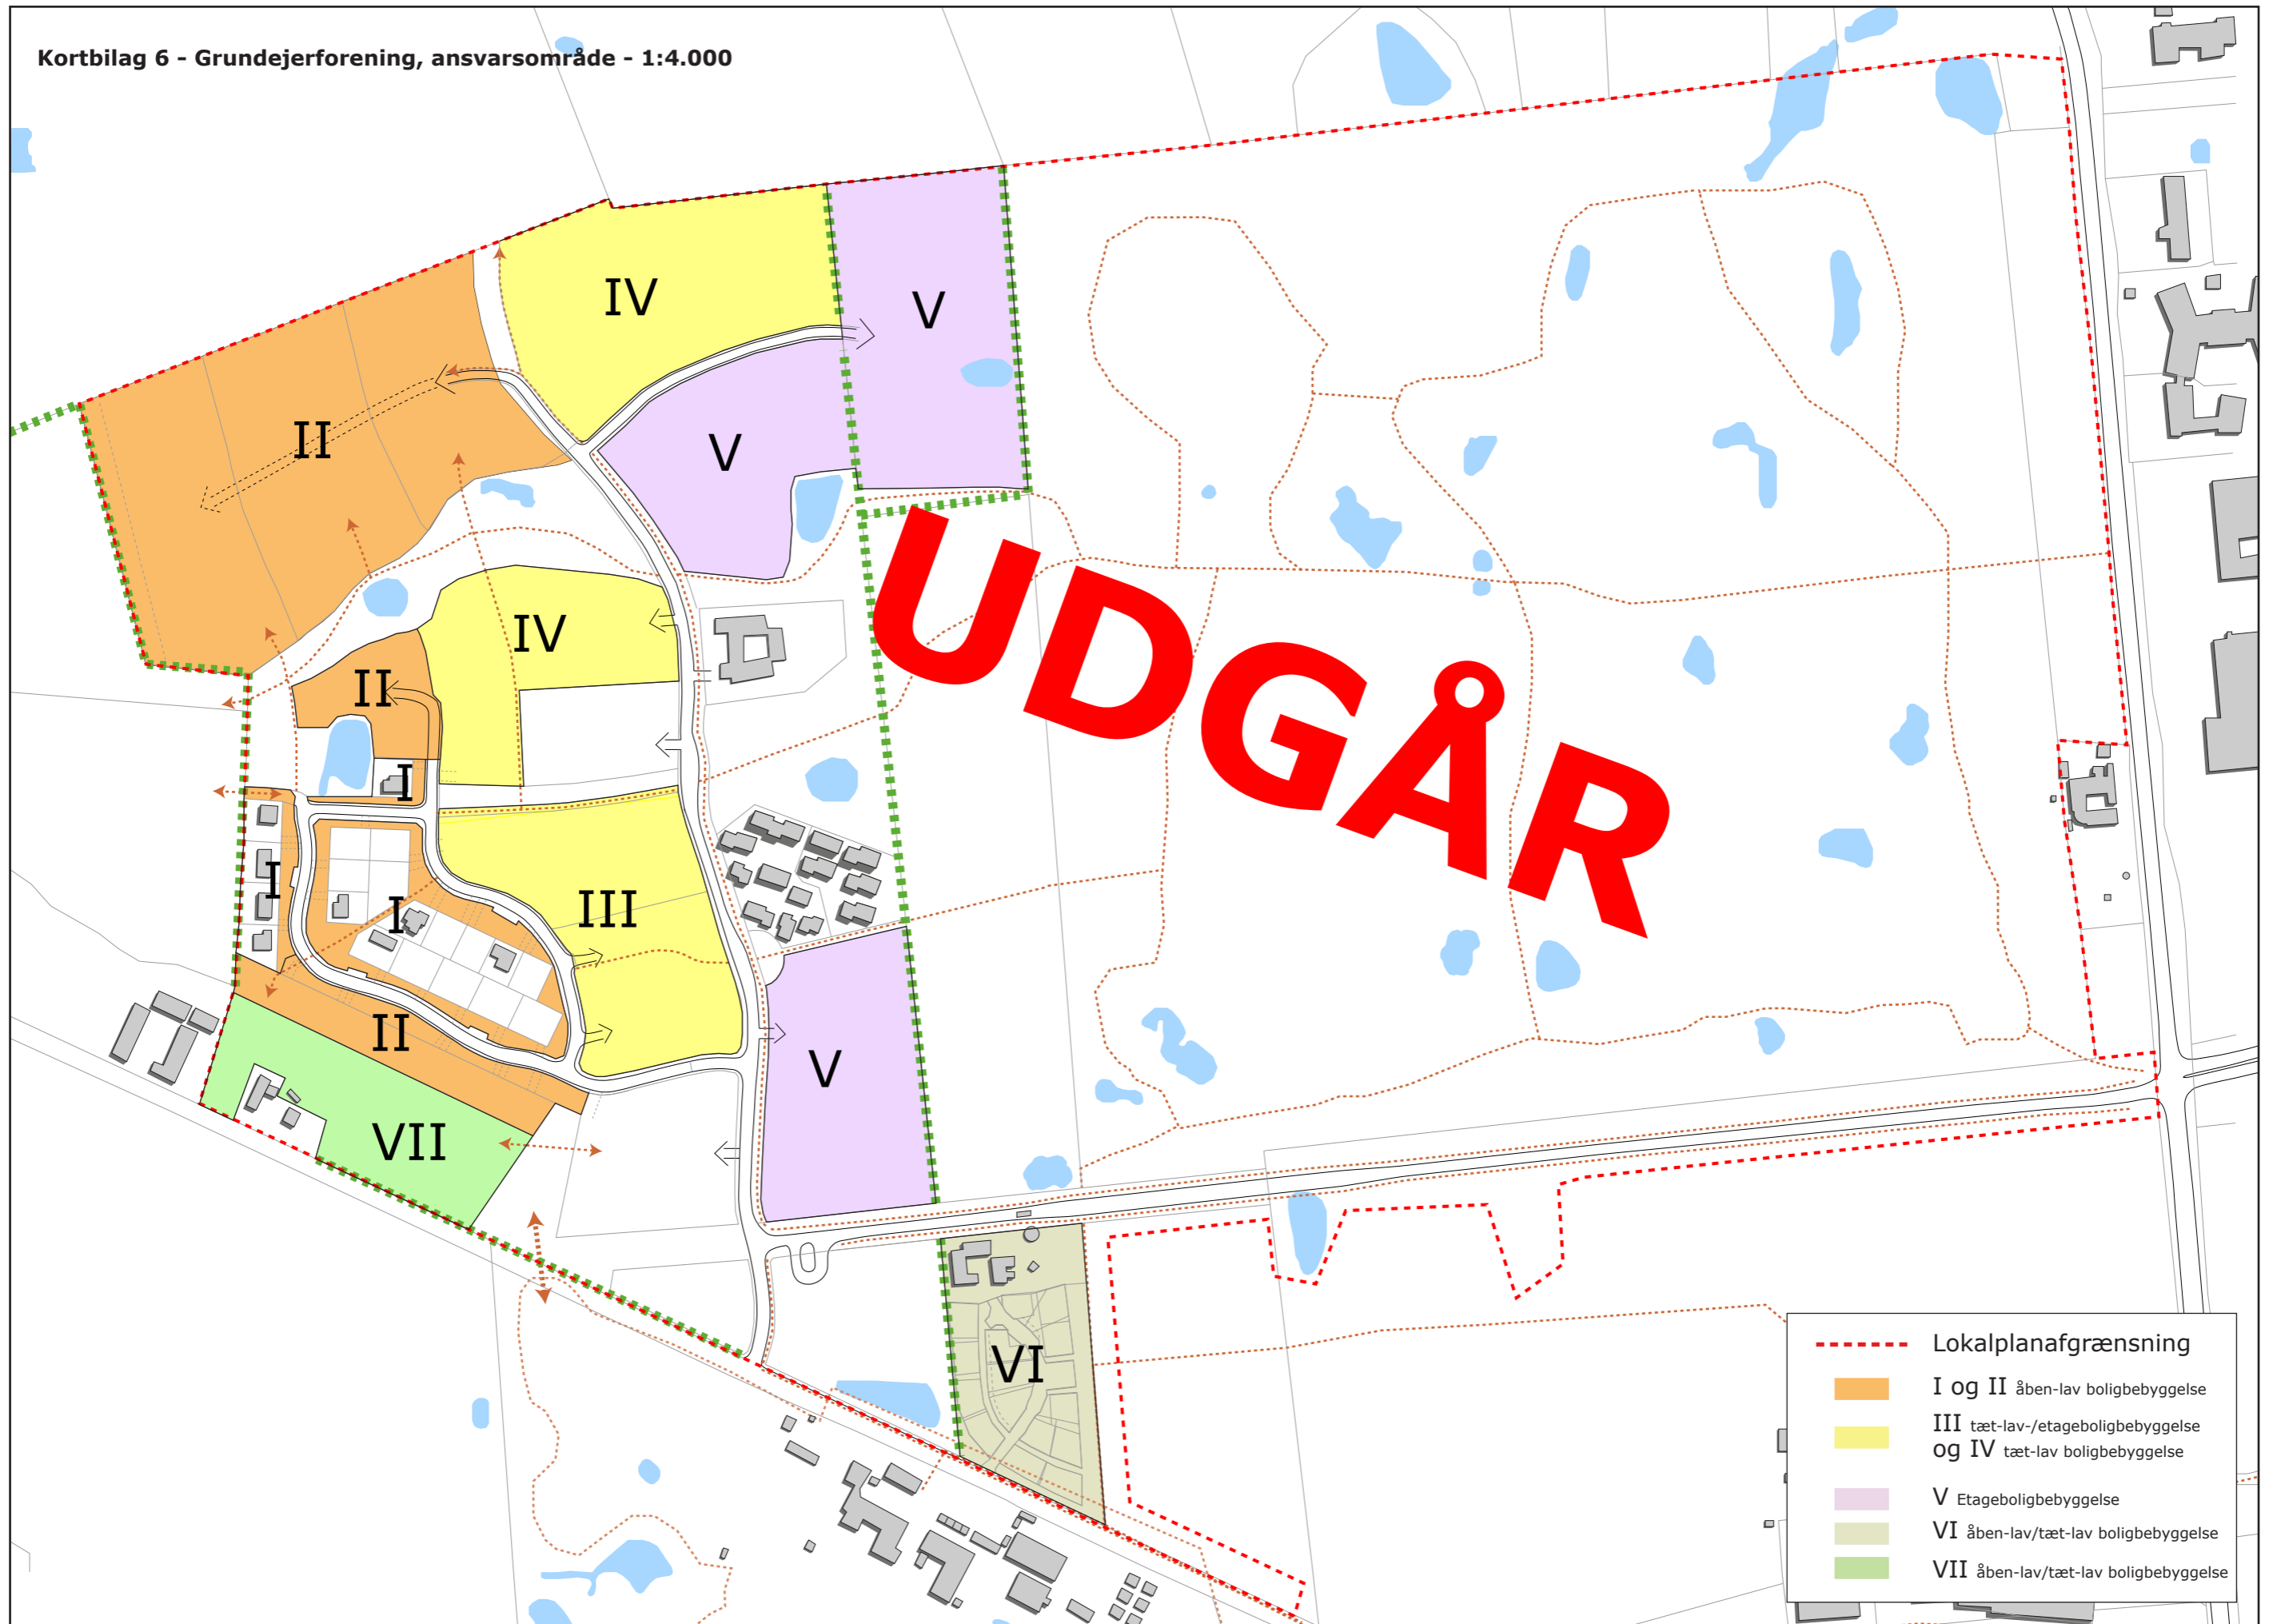 Kortbilag 6 - Grundejerforening, ansvarsområde - 1:4.000
IV
V
II
V
IV
II
I
I
I
III
II
V
VII
VI
UDGÅR
Lokalplanafgrænsning
I og II åben-lav boligbebyggelse
III tæt-lav-/etageboligbebyggelse
og IV tæt-lav boligbebyggelse
V Etageboligbebyggelse
VI åben-lav/tæt-lav boligbebyggelse
VII åben-lav/tæt-lav boligbebyggelse